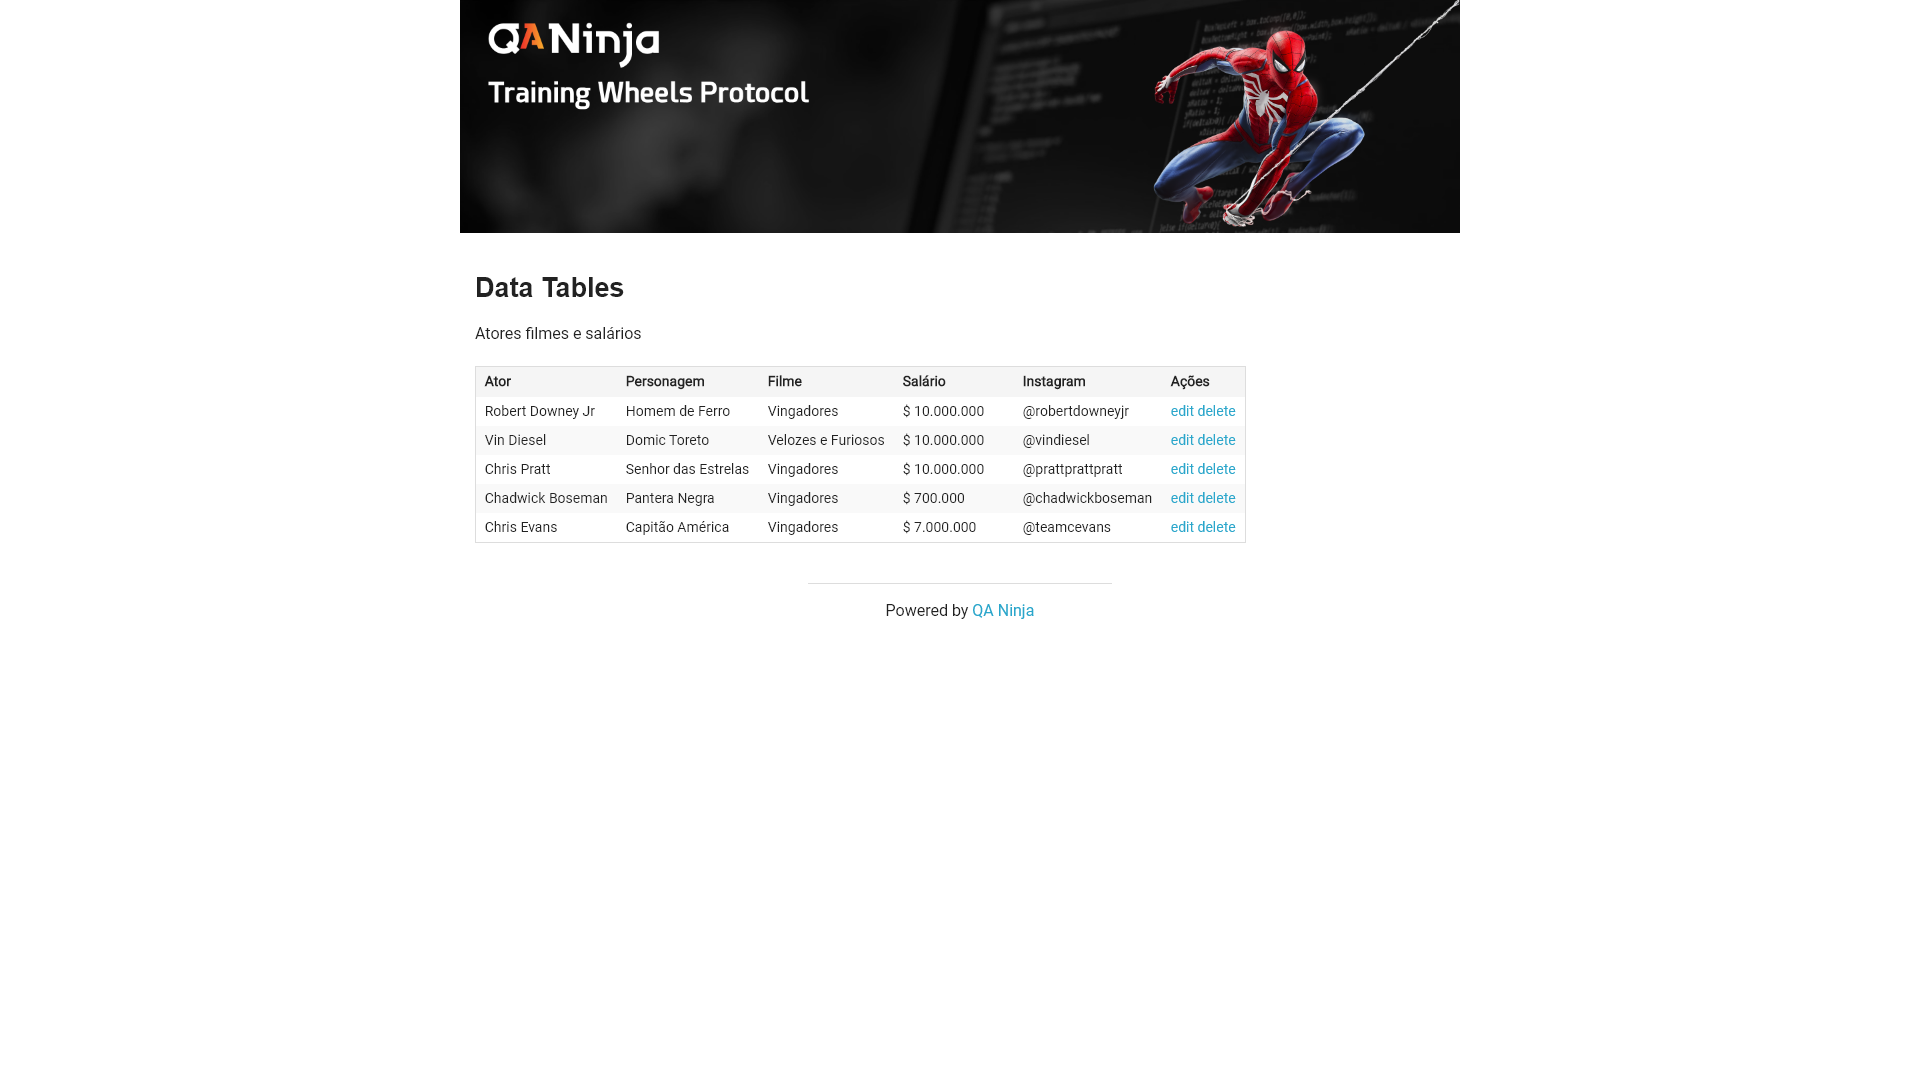 QA Ninja
Training Wheels Protocol
Data Tables
Atores filmes e salários
Ator Personagem Filme Salário Instagram Ações
Robert Downey Jr Homem de Ferro Vingadores $ 10.000.000 @robertdowneyjr edit delete
Vin Diesel Domic Toreto Velozes e Furiosos $ 10.000.000 @vindiesel edit delete
Chris Pratt Senhor das Estrelas Vingadores $ 10.000.000 @prattprattpratt edit delete
Chadwick Boseman Pantera Negra Vingadores $ 700.000 @chadwickboseman edit delete
Chris Evans Capitão América Vingadores $ 7.000.000 @teamcevans edit delete
Powered by QA Ninja